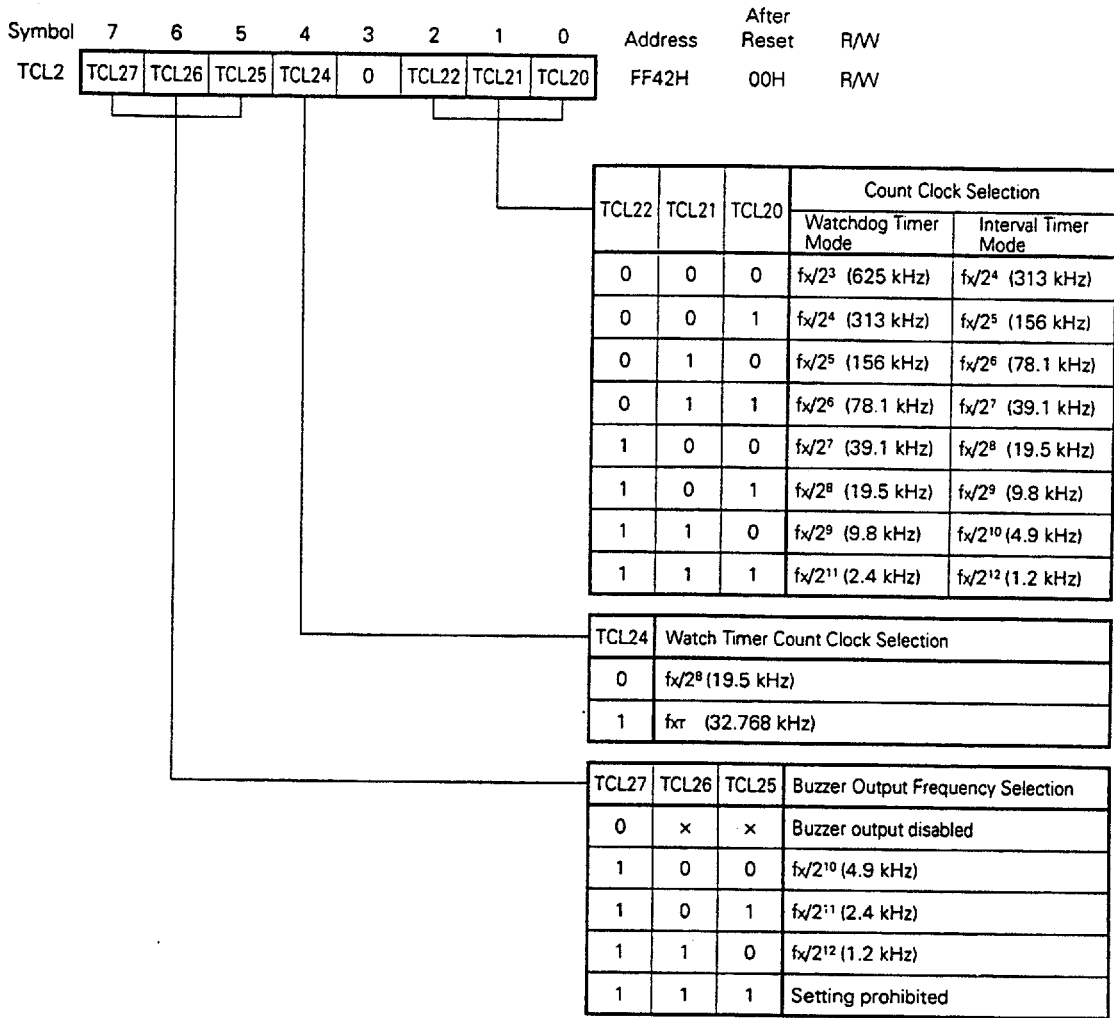 After
Symbol 7 6 5 4 3 2 1 0 Address Reset R/W
TCL2 TCL27 TCL26 TCL25 TCL24 0 TCL22 TCL21 TCL20 FF42H 00H R/W
TCL22 TCL21 TCL20 Count Clock Selection
Watchdog Timer Mode Interval Timer Mode
0 0 0 fx/2³ (625 kHz) fx/2⁴ (313 kHz)
0 0 1 fx/2⁴ (313 kHz) fx/2⁵ (156 kHz)
0 1 0 fx/2⁵ (156 kHz) fx/2⁶ (78.1 kHz)
0 1 1 fx/2⁶ (78.1 kHz) fx/2⁷ (39.1 kHz)
1 0 0 fx/2⁷ (39.1 kHz) fx/2⁸ (19.5 kHz)
1 0 1 fx/2⁸ (19.5 kHz) fx/2⁹ (9.8 kHz)
1 1 0 fx/2⁹ (9.8 kHz) fx/2¹⁰ (4.9 kHz)
1 1 1 fx/2¹¹ (2.4 kHz) fx/2¹² (1.2 kHz)
TCL24 Watch Timer Count Clock Selection
0 fx/2⁸ (19.5 kHz)
1 fxT (32.768 kHz)
TCL27 TCL26 TCL25 Buzzer Output Frequency Selection
0 × × Buzzer output disabled
1 0 0 fx/2¹⁰ (4.9 kHz)
1 0 1 fx/2¹¹ (2.4 kHz)
1 1 0 fx/2¹² (1.2 kHz)
1 1 1 Setting prohibited